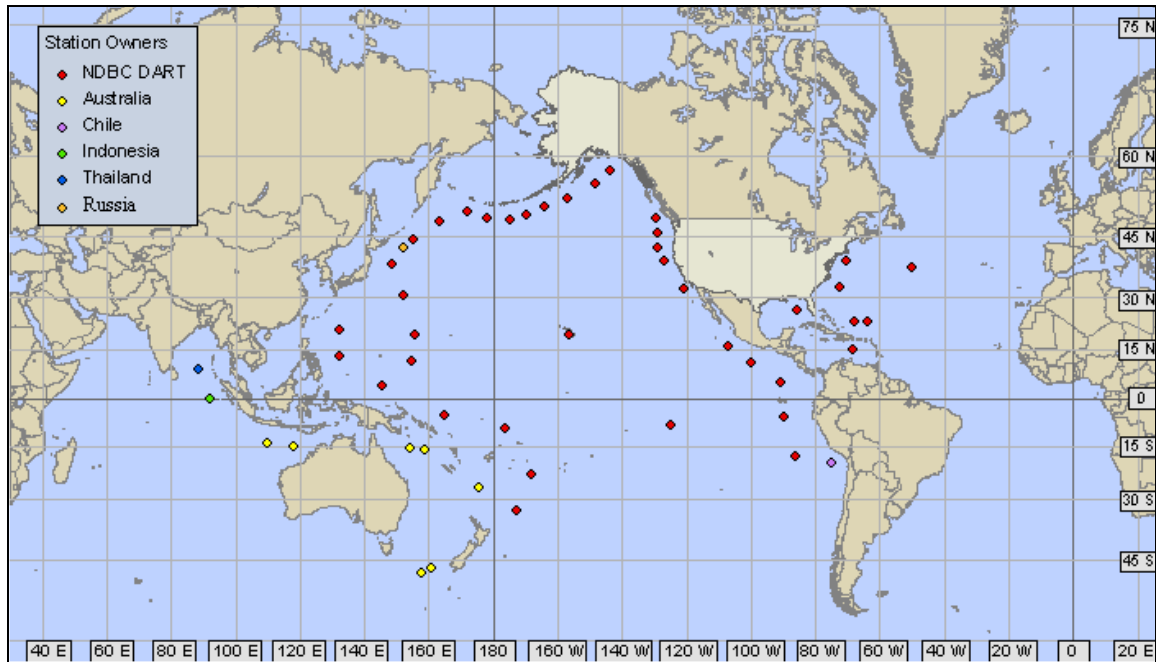 Station Owners
NDBC DART
Australia
Chile
Indonesia
Thailand
Russia
75 N
60 N
45 N
30 N
15 N
0
15 S
30 S
45 S
40 E 60 E 80 E 100 E 120 E 140 E 160 E 180 160 W 140 W 120 W 100 W 80 W 60 W 40 W 20 W 0 20 E